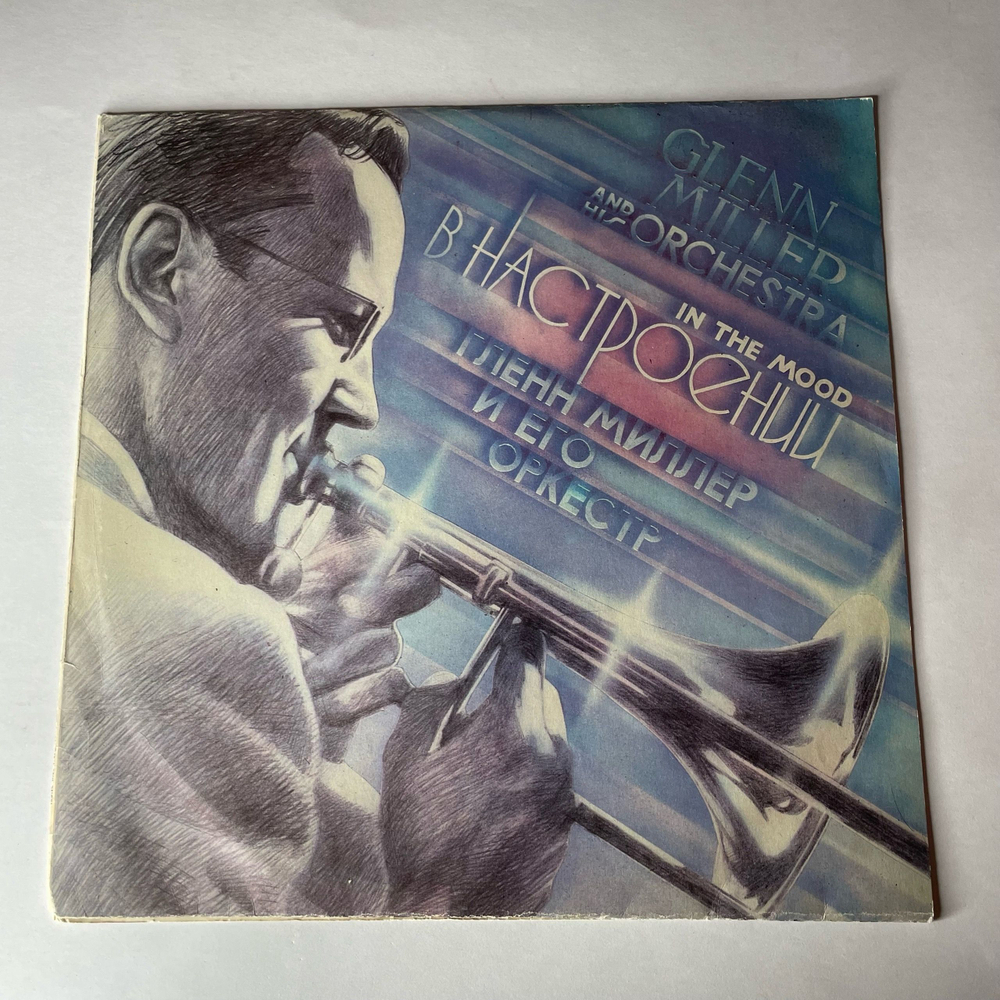 GLENN
MILLER
AND HIS ORCHESTRA
IN THE MOOD
В НАСТРОЕНИИ
ГЛЕНН МИЛЛЕР
И ЕГО
ОРКЕСТР